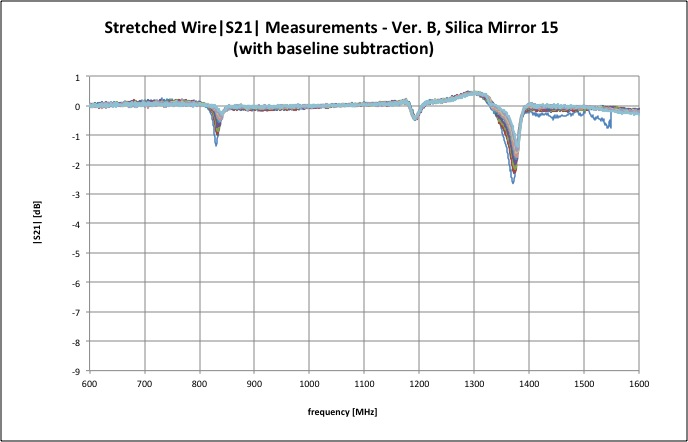 Stretched Wire|S21| Measurements - Ver. B, Silica Mirror 15
(with baseline subtraction)
1
0
-1
-2
-3
-4
-5
-6
-7
-8
-9
|S21| [dB]
600 700 800 900 1000 1100 1200 1300 1400 1500 1600
frequency [MHz]